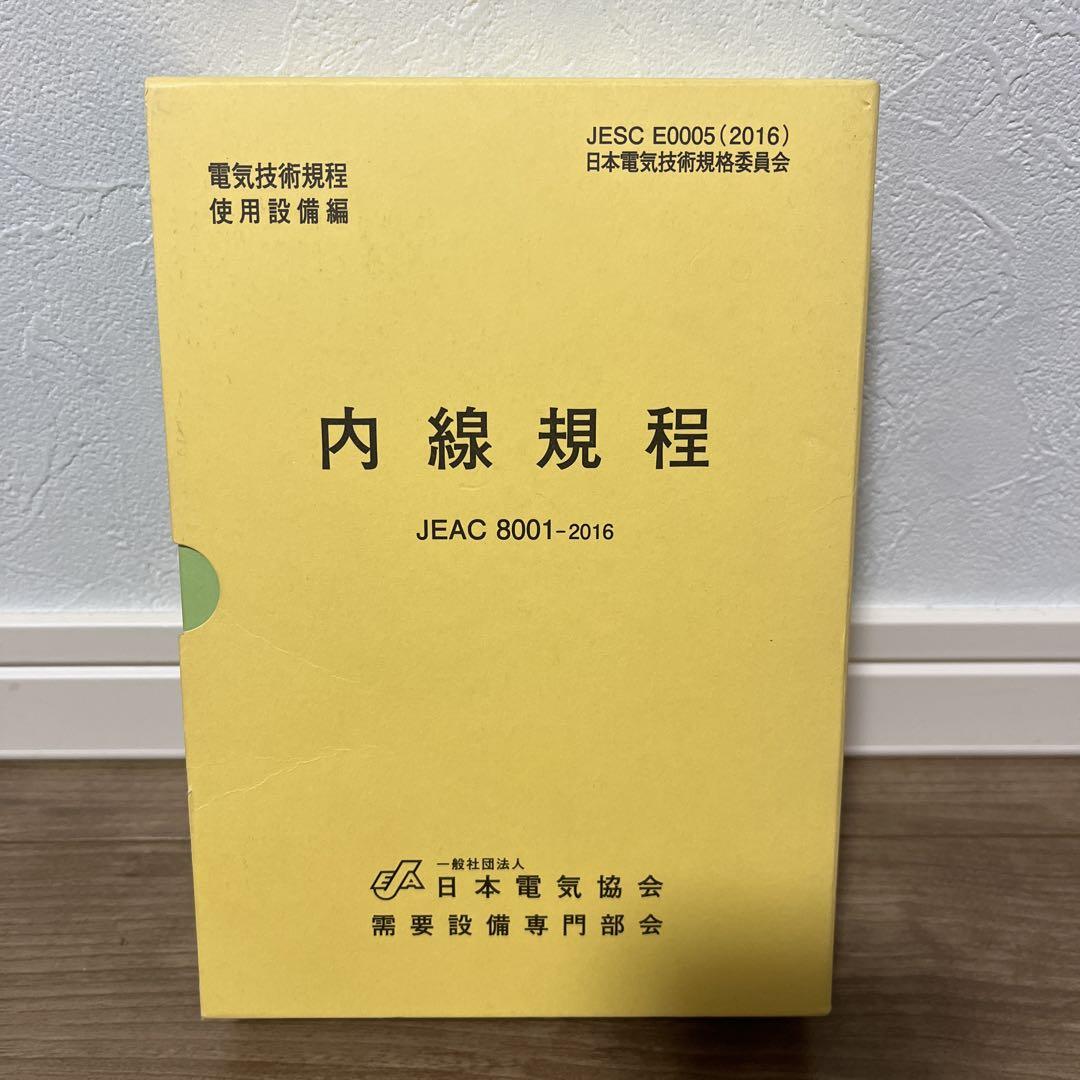 電気技術規程
使用設備編
JESC E0005(2016)
日本電気技術規格委員会
内線規程
JEAC 8001-2016
JEA
一般社団法人
日本電気協会
需要設備専門部会